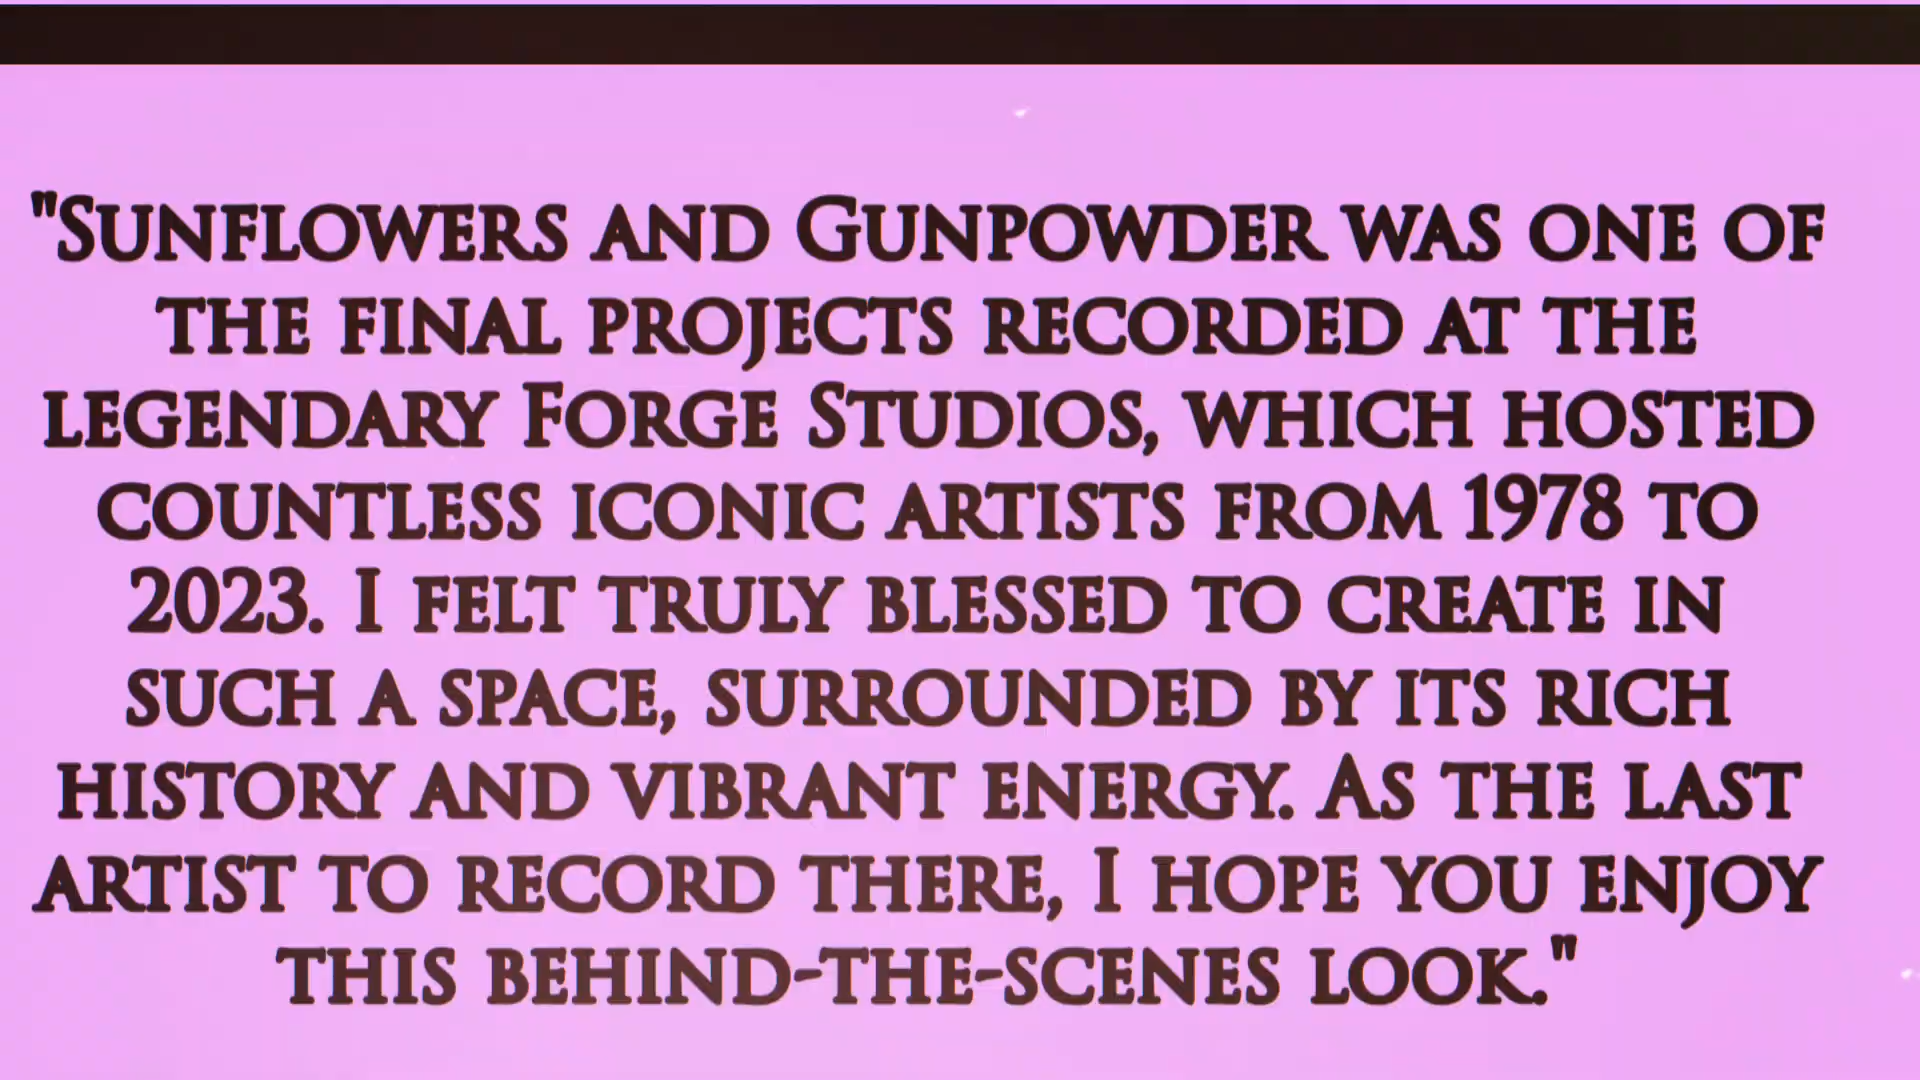 "Sunflowers and Gunpowder was one of
the final projects recorded at the
legendary Forge Studios, which hosted
countless iconic artists from 1978 to
2023. I felt truly blessed to create in
such a space, surrounded by its rich
history and vibrant energy. As the last
artist to record there, I hope you enjoy
this behind-the-scenes look."